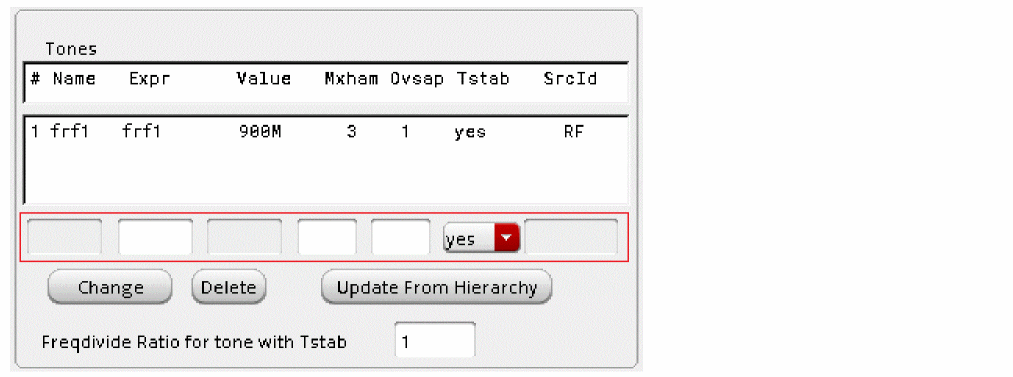 Tones
# Name Expr Value Mxham Ovsap Tstab SrcId
1 frf1 frf1 900M 3 1 yes RF
yes
Change Delete Update From Hierarchy
Freqdivide Ratio for tone with Tstab 1